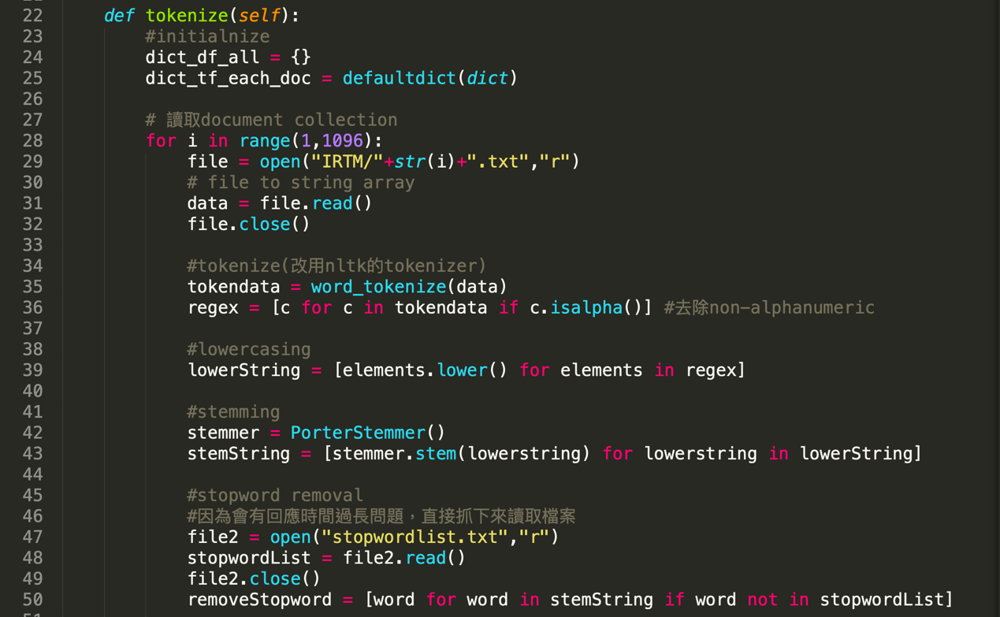 22 def tokenize(self):
23 #initialnize
24 dict_df_all = {}
25 dict_tf_each_doc = defaultdict(dict)
26
27 # 讀取document collection
28 for i in range(1,1096):
29 file = open("IRTM/"+str(i)+".txt","r")
30 # file to string array
31 data = file.read()
32 file.close()
33
34 #tokenize(改用nltk的tokenizer)
35 tokendata = word_tokenize(data)
36 regex = [c for c in tokendata if c.isalpha()] #去除non-alphanumeric
37
38 #lowercasing
39 lowerString = [elements.lower() for elements in regex]
40
41 #stemming
42 stemmer = PorterStemmer()
43 stemString = [stemmer.stem(lowerstring) for lowerstring in lowerString]
44
45 #stopword removal
46 #因為會有回應時間過長問題，直接抓下來讀取檔案
47 file2 = open("stopwordlist.txt","r")
48 stopwordList = file2.read()
49 file2.close()
50 removeStopword = [word for word in stemString if word not in stopwordList]